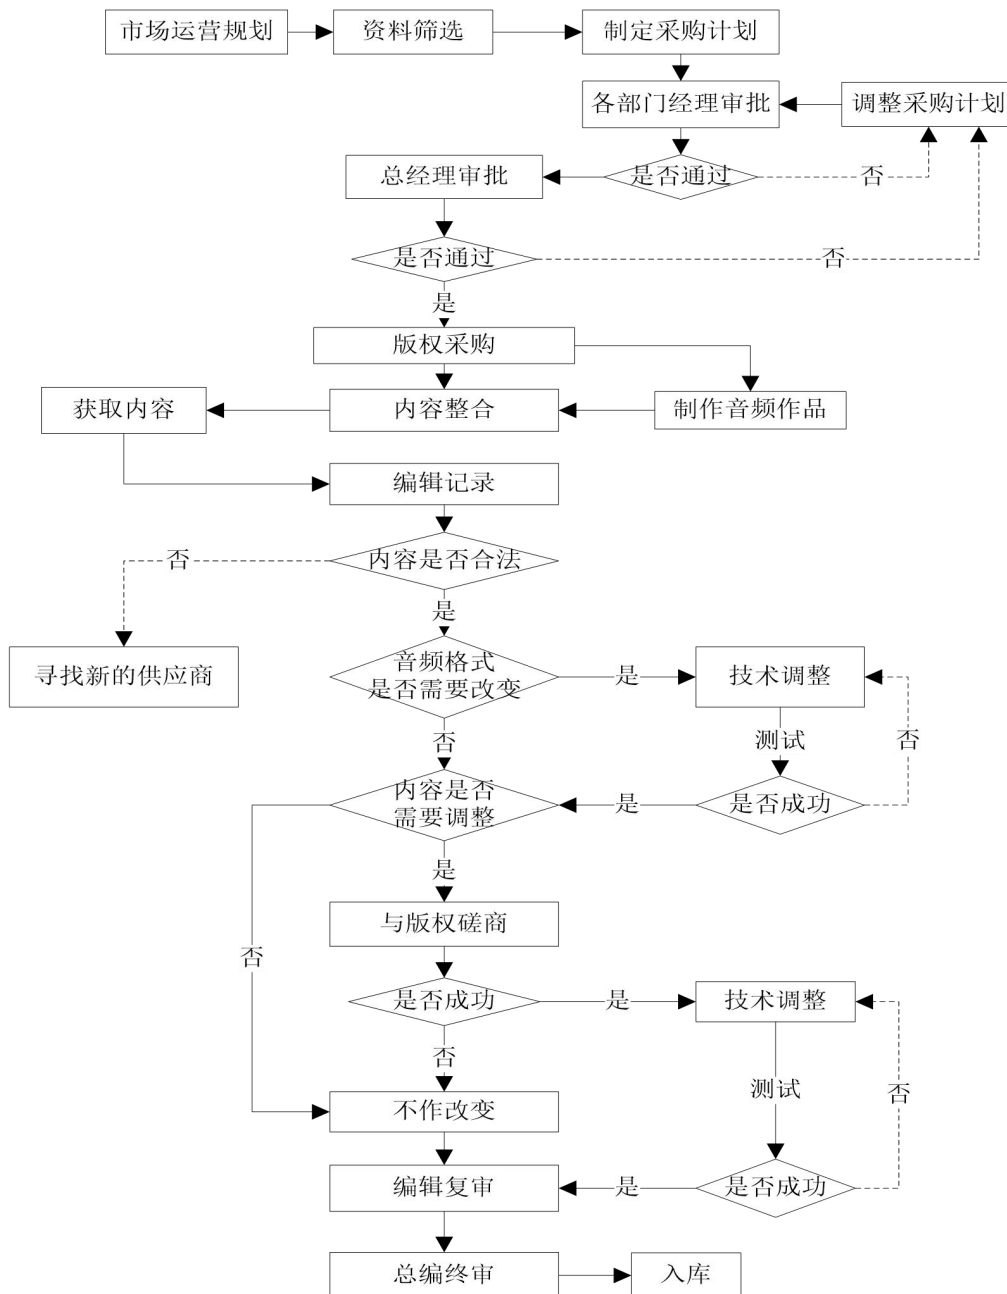 市场运营规划
资料筛选
制定采购计划
各部门经理审批
调整采购计划
总经理审批
是否通过
否
是否通过
否
是
版权采购
获取内容
内容整合
制作音频作品
编辑记录
否
内容是否合法
是
寻找新的供应商
音频格式
是否需要改变
是
技术调整
否
测试
否
内容是否
需要调整
是
是否成功
是
与版权磋商
否
是否成功
是
技术调整
否
测试
否
不作改变
编辑复审
是
是否成功
总编终审
入库